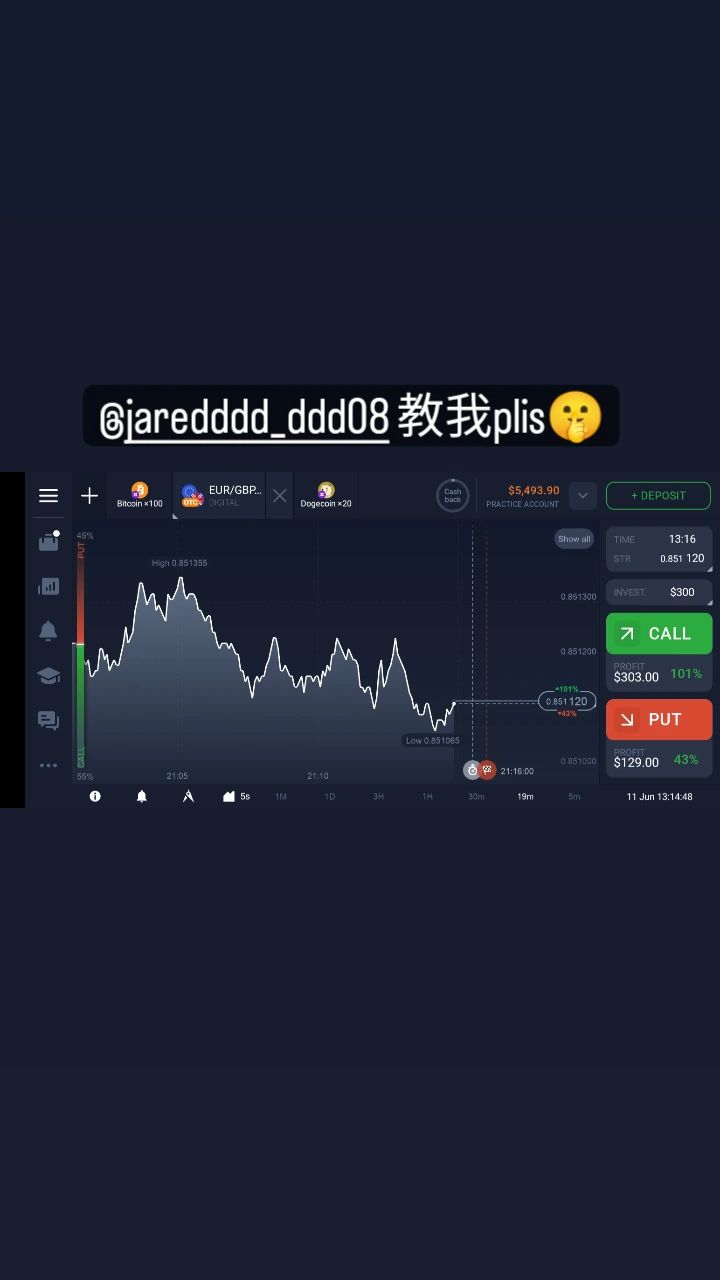 @jaredddd_ddd08 教我plis🤫
Bitcoin ×100
EUR/GBP...
DIGITAL
OTC
Dogecoin ×20
Cash back
$5,493.90
PRACTICE ACCOUNT
+ DEPOSIT
45%
PUT
High 0.851355
Show all
TIME 13:16
STR 0.851 120
0.851300
INVEST. $300
CALL
0.851200
PROFIT
$303.00 101%
+101%
0.851 120
+43%
PUT
Low 0.851065
PROFIT
$129.00 43%
0.851000
CALL
55%
21:05
21:10
21:16:00
5s
1M
1D
3H
1H
30m
19m
5m
11 Jun 13:14:48